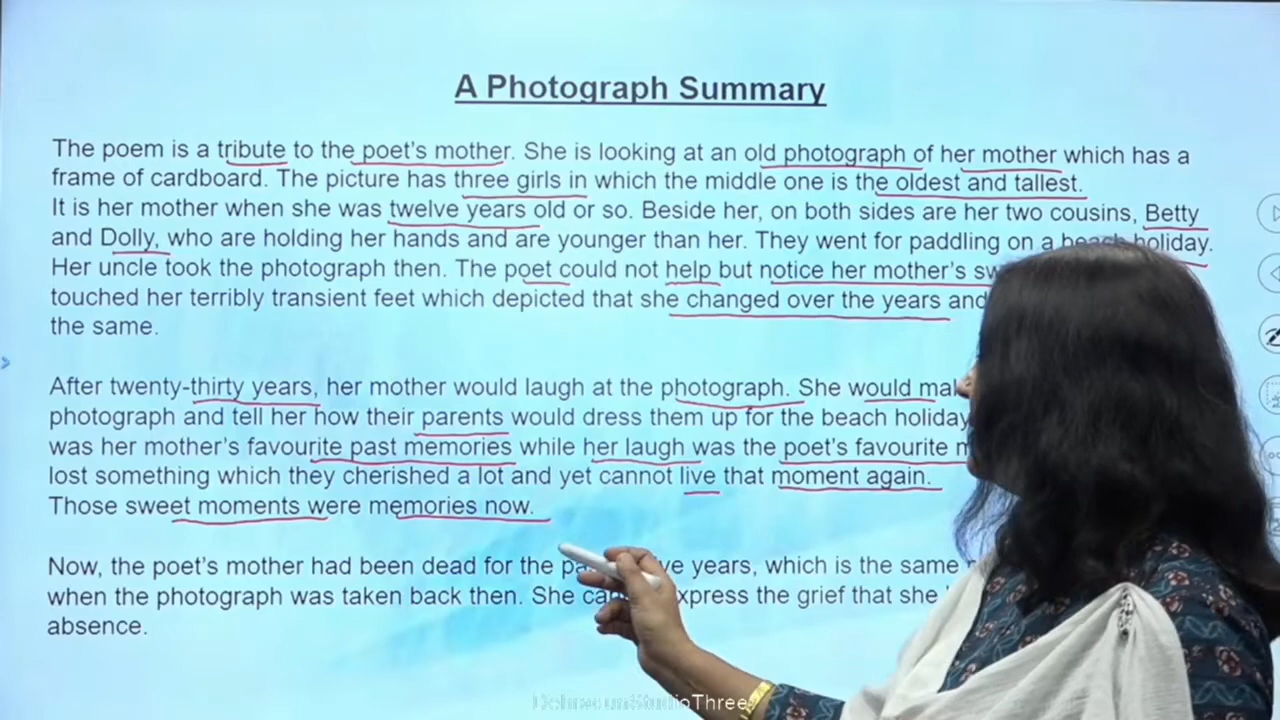 A Photograph Summary
The poem is a tribute to the poet's mother. She is looking at an old photograph of her mother which has a
frame of cardboard. The picture has three girls in which the middle one is the oldest and tallest.
It is her mother when she was twelve years old or so. Beside her, on both sides are her two cousins, Betty
and Dolly, who are holding her hands and are younger than her. They went for paddling on a beach holiday.
Her uncle took the photograph then. The poet could not help but notice her mother's
touched her terribly transient feet which depicted that she changed over the years and
the same.
After twenty-thirty years, her mother would laugh at the photograph. She would
photograph and tell her how their parents would dress them up for the beach holiday
was her mother's favourite past memories while her laugh was the poet's favourite
lost something which they cherished a lot and yet cannot live that moment again.
Those sweet moments were memories now.
Now, the poet's mother had been dead for the years, which is the same
when the photograph was taken back then. She express the grief that she
absence.